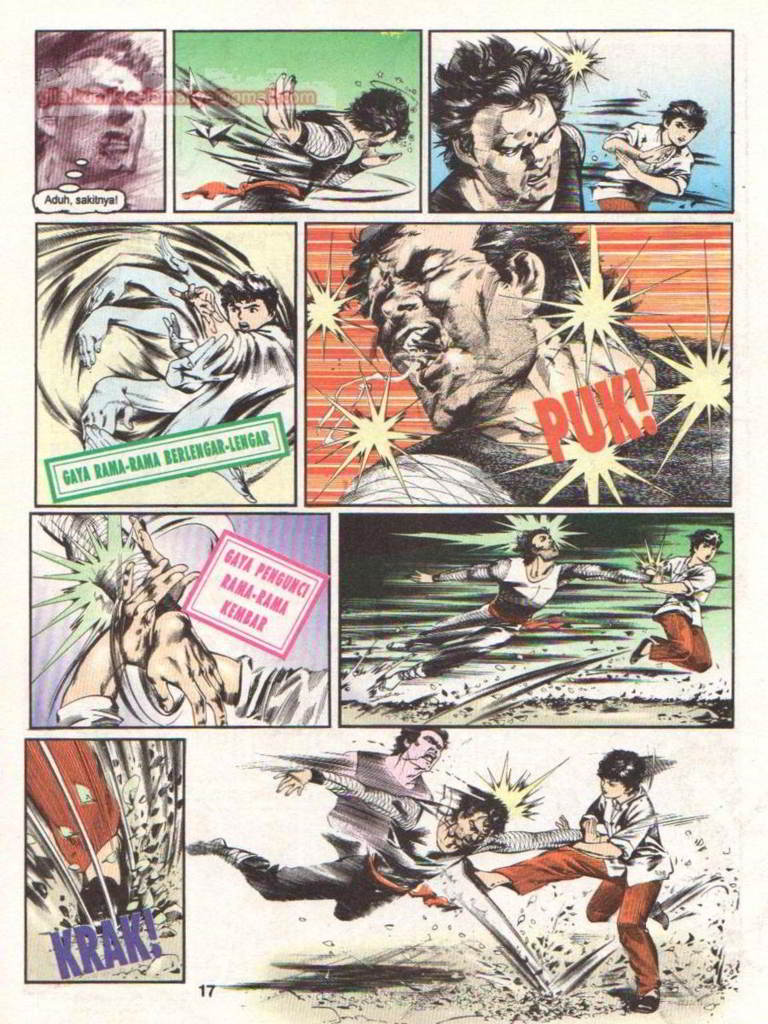 Aduh, sakitnya!
GAYA RAMA-RAMA BERLENGAR-LENGAR
PUK!
GAYA PENGUNCI
RAMA-RAMA
KEMBAR
KRAK!
17